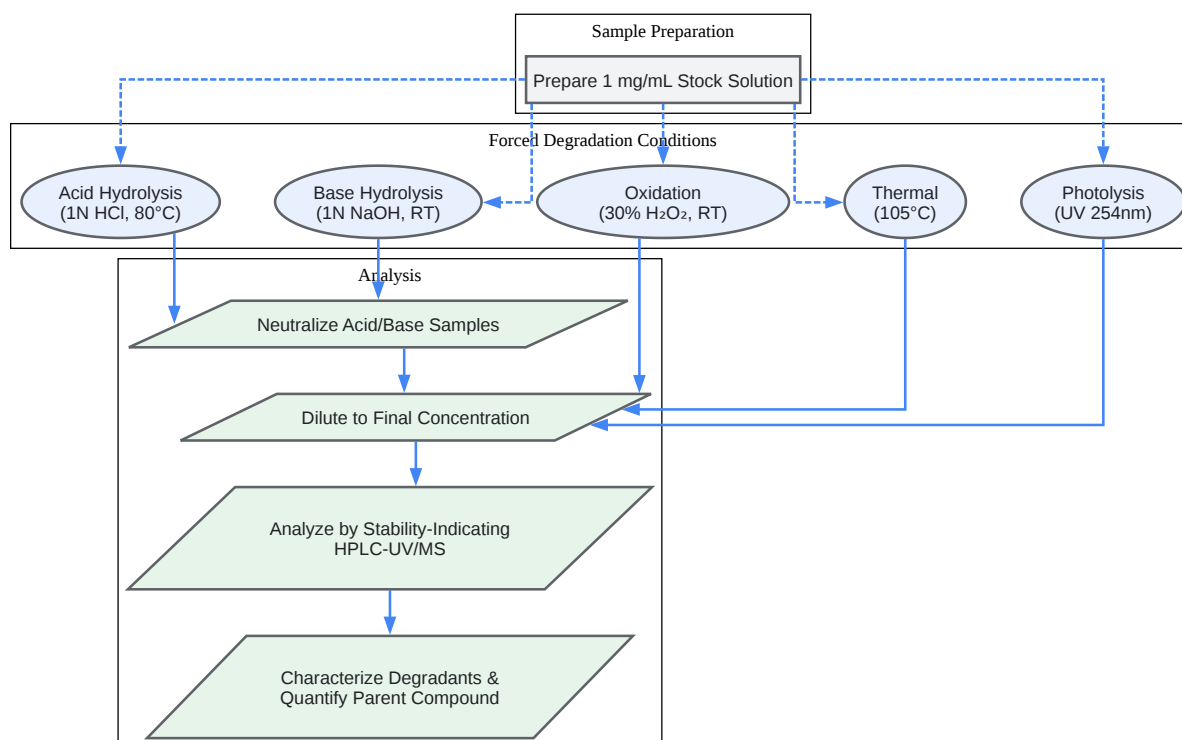 Sample Preparation
Prepare 1 mg/mL Stock Solution
Forced Degradation Conditions
Acid Hydrolysis
(1N HCl, 80°C)
Base Hydrolysis
(1N NaOH, RT)
Oxidation
(30% H₂O₂, RT)
Thermal
(105°C)
Photolysis
(UV 254nm)
Analysis
Neutralize Acid/Base Samples
Dilute to Final Concentration
Analyze by Stability-Indicating
HPLC-UV/MS
Characterize Degradants &
Quantify Parent Compound